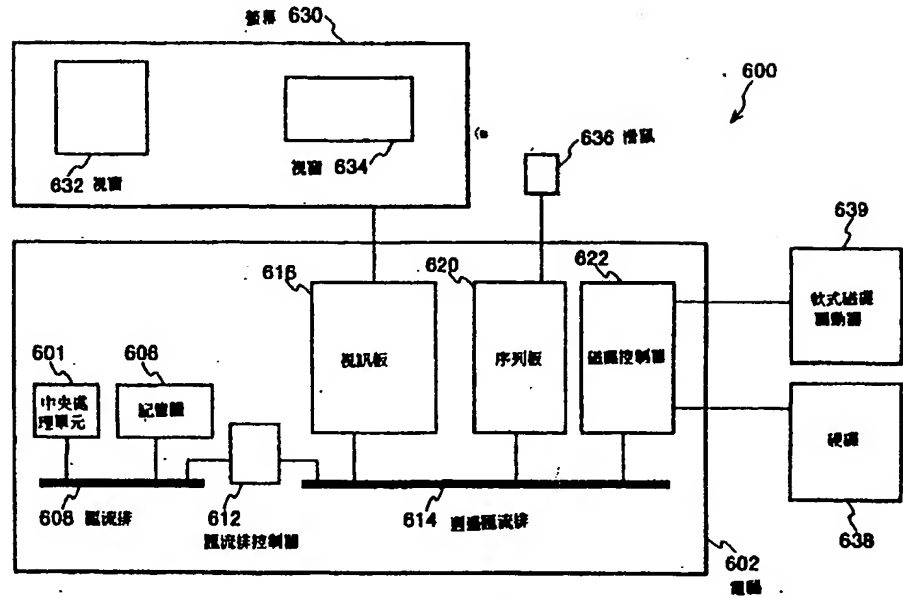 螢幕 630
600
632 視窗
視窗 634
636 滑鼠
639
軟式磁碟
驅動器
616
視訊板
620
序列板
622
磁碟控制器
601
中央處
理單元
606
記憶體
608 匯流排
612
匯流排控制器
614 周邊匯流排
硬碟
638
602
電腦